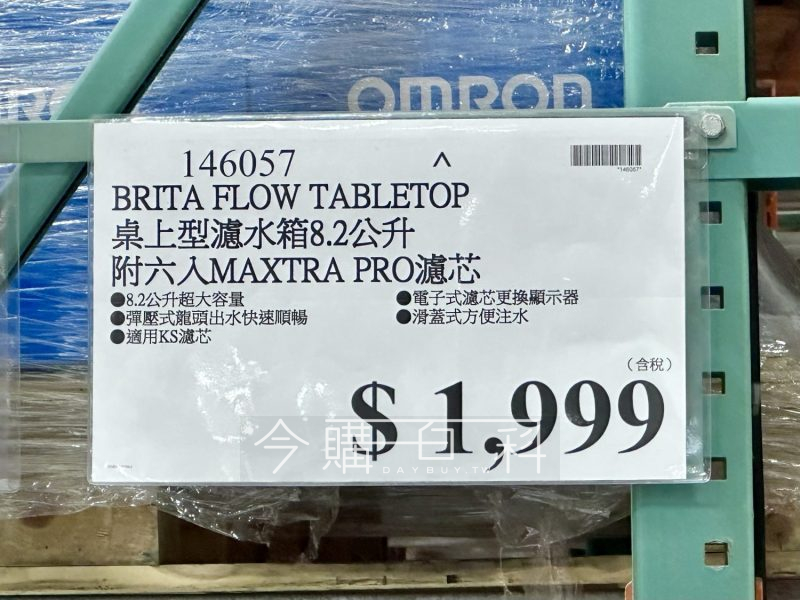 OMRON
146057
^
*146057*
BRITA FLOW TABLETOP
桌上型濾水箱8.2公升
附六入MAXTRA PRO濾芯
●8.2公升超大容量
●電子式濾芯更換顯示器
●彈壓式龍頭出水快速順暢
●滑蓋式方便注水
●適用KS濾芯
（含稅）
$ 1,999
今購百科
DAYBUY.TW